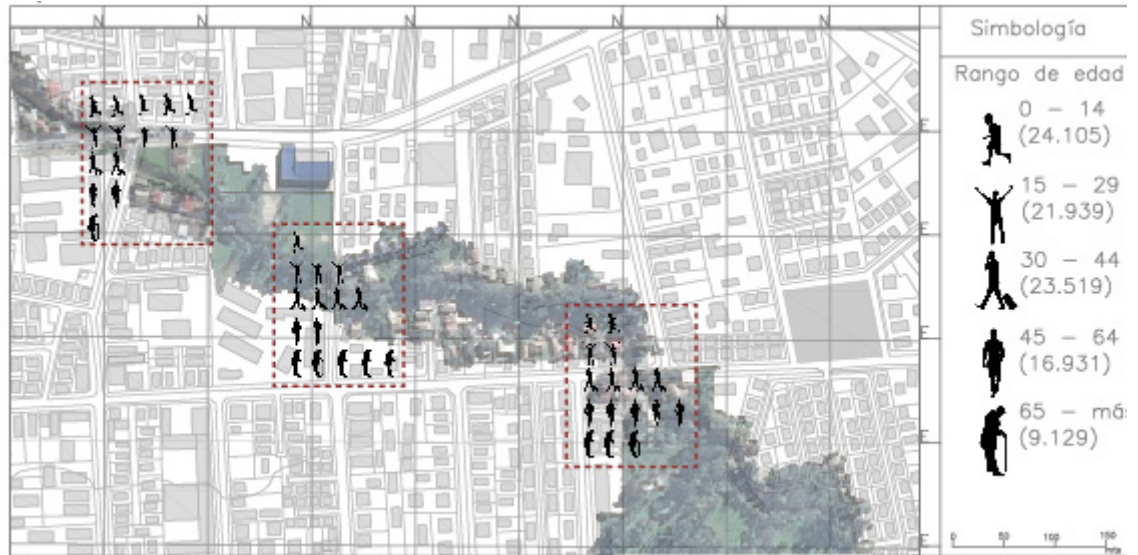 N N N N N N N N
E
E
E
E
E
Simbología
Rango de edad
0 – 14
(24.105)
15 – 29
(21.939)
30 – 44
(23.519)
45 – 64
(16.931)
65 – más
(9.129)
0 50 100 150